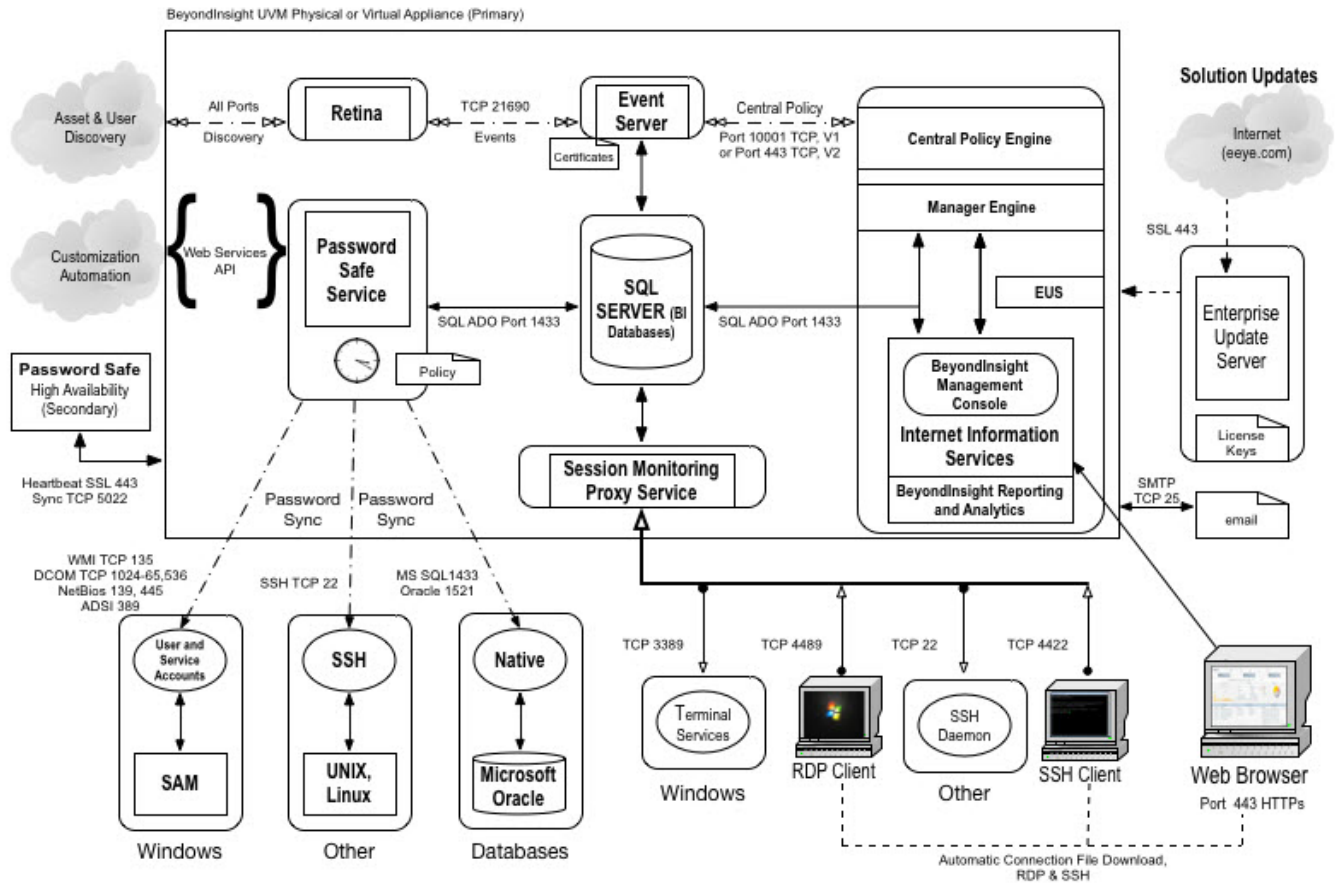 BeyondInsight UVM Physical or Virtual Appliance (Primary)
Asset & User
Discovery
All Ports
Discovery
Retina
TCP 21690
Events
Event
Server
Certificates
Central Policy
Port 10001 TCP, V1
or Port 443 TCP, V2
Central Policy Engine
Manager Engine
EUS
Solution Updates
Internet
(eeye.com)
SSL 443
Enterprise
Update
Server
License
Keys
Customization
Automation
Web Services
API
Password
Safe
Service
Policy
SQL ADO Port 1433
SQL
SERVER (BI
Databases)
SQL ADO Port 1433
BeyondInsight
Management
Console
Internet Information
Services
BeyondInsight Reporting
and Analytics
Password Safe
High Availability
(Secondary)
Heartbeat SSL 443
Sync TCP 5022
Session Monitoring
Proxy Service
SMTP
TCP 25
email
Password
Sync
Password
Sync
WMI TCP 135
DCOM TCP 1024-65,536
NetBios 139, 445
ADSI 389
SSH TCP 22
MS SQL1433
Oracle 1521
User and
Service
Accounts
SAM
Windows
SSH
UNIX,
Linux
Other
Native
Microsoft
Oracle
Databases
TCP 3389
TCP 4489
TCP 22
TCP 4422
Terminal
Services
Windows
RDP Client
SSH
Daemon
Other
SSH Client
Web Browser
Port 443 HTTPs
Automatic Connection File Download,
RDP & SSH